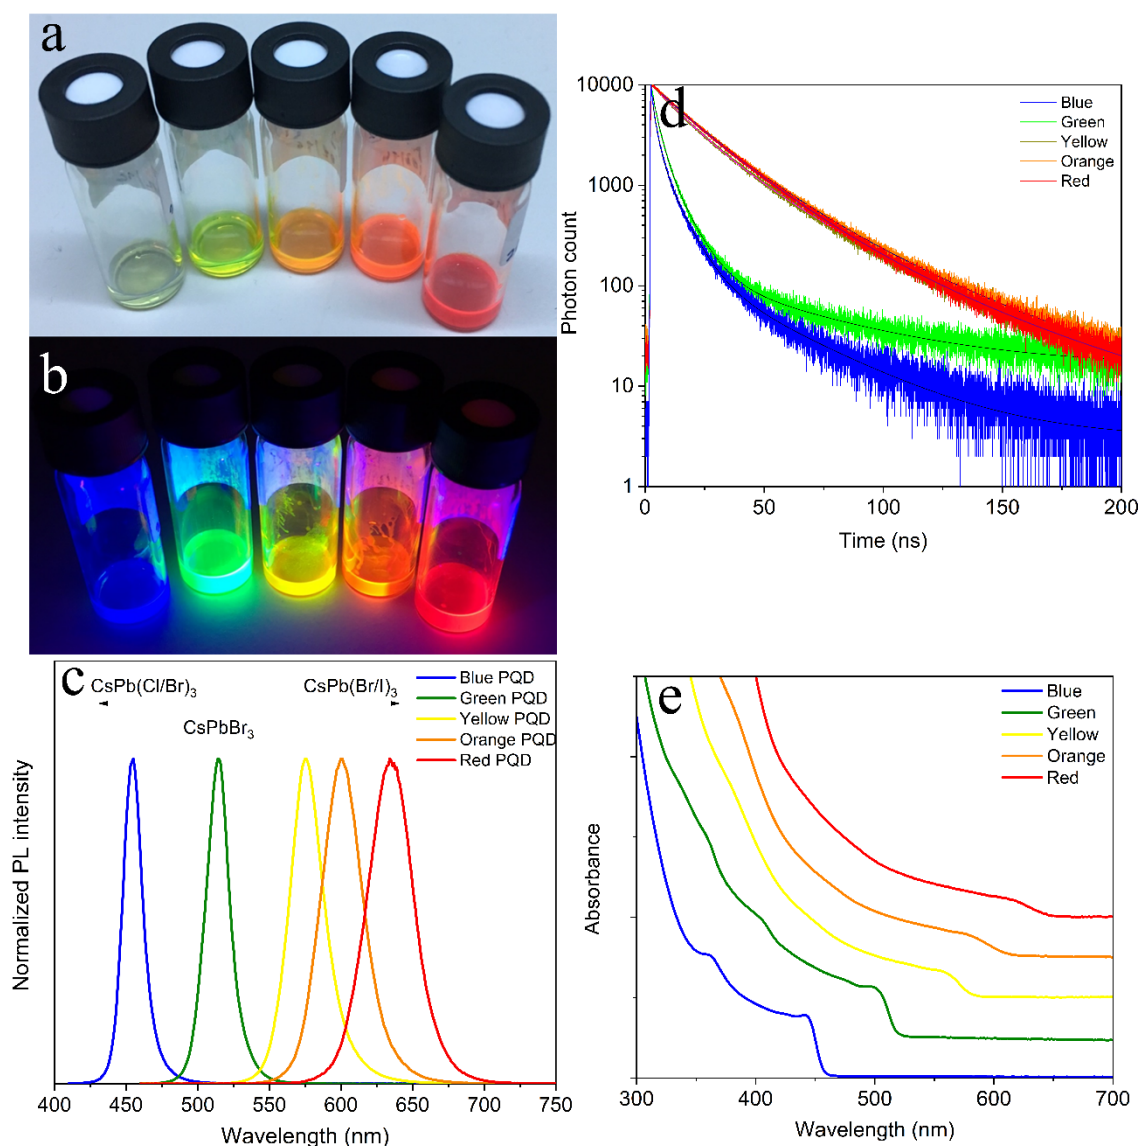 a
b
c
CsPb(Cl/Br)3
CsPb(Br/I)3
CsPbBr3
Blue PQD
Green PQD
Yellow PQD
Orange PQD
Red PQD
Normalized PL intensity
400 450 500 550 600 650 700 750
Wavelength (nm)
d
Blue
Green
Yellow
Orange
Red
Photon count
10000
1000
100
10
1
0 50 100 150 200
Time (ns)
e
Blue
Green
Yellow
Orange
Red
Absorbance
300 400 500 600 700
Wavelength (nm)